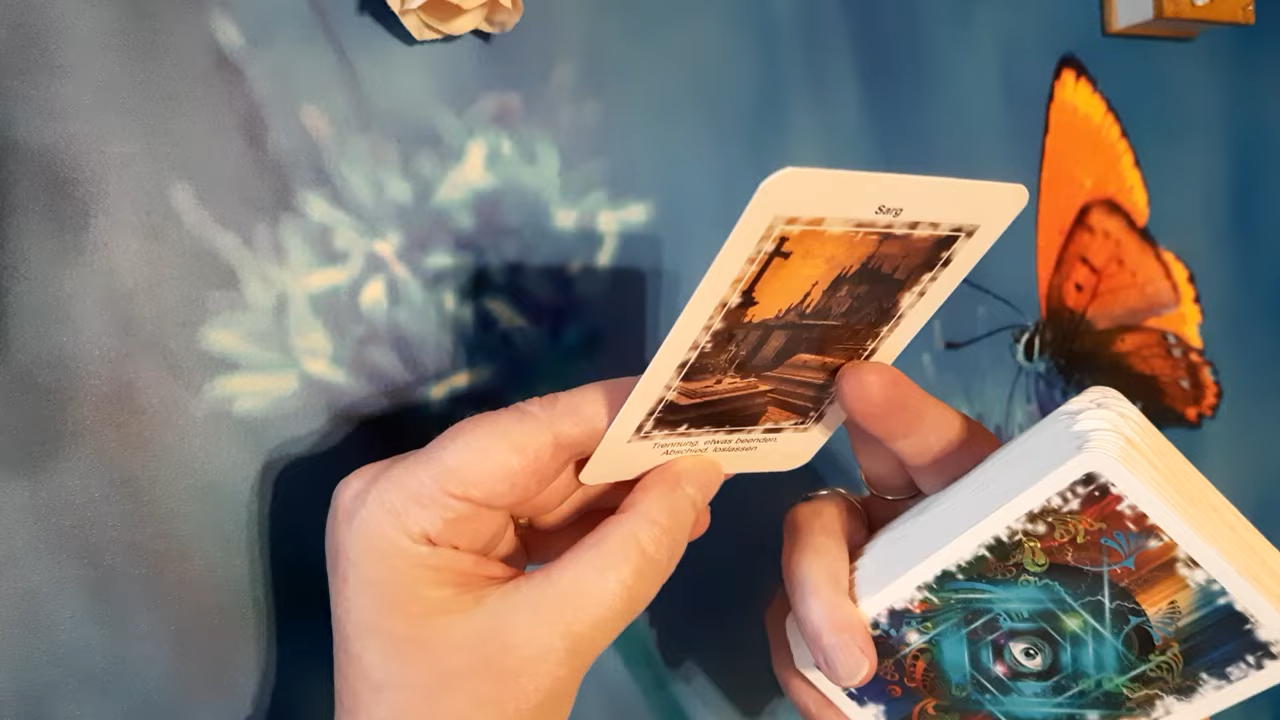 Sarg
Trennung, etwas beenden,
Abschied, loslassen